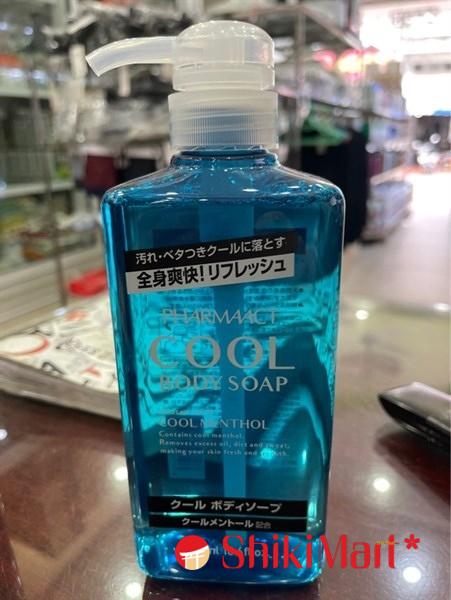 汚れ・ベタつきクールに落とす
全身爽快!リフレッシュ
PHARMAACT
COOL
BODY SOAP
COOL MENTHOL
Contains cool menthol.
Removes excess oil, dirt and sweat,
making your skin fresh and smooth.
クール ボディソープ
クールメントール配合
ShikiMart*